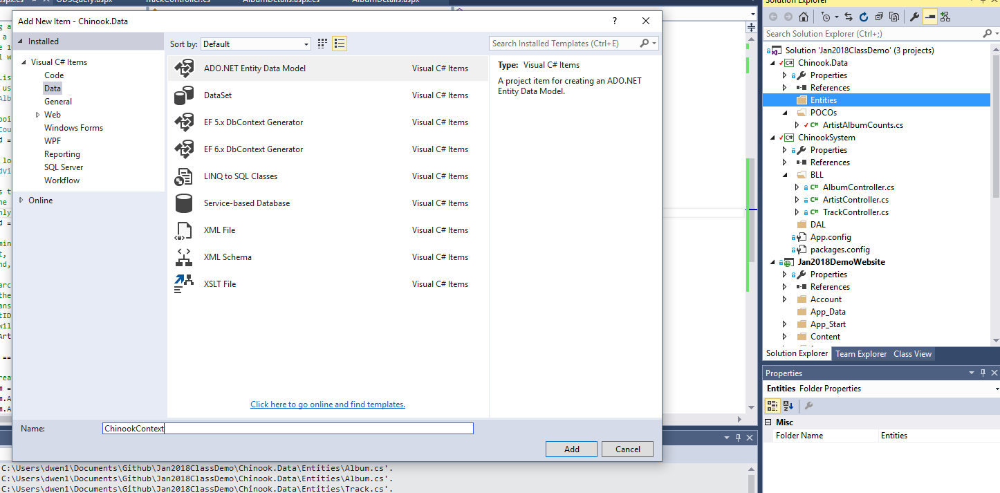 ODSQuery.aspx
TrackController.cs
AlbumDetails.aspx.cs
AlbumDetails.aspx
Add New Item - Chinook.Data
?
Installed
Visual C# Items
Code
Data
General
Web
Windows Forms
WPF
Reporting
SQL Server
Workflow
Online
Sort by:
Default
Search Installed Templates (Ctrl+E)
ADO.NET Entity Data Model Visual C# Items
DataSet Visual C# Items
EF 5.x DbContext Generator Visual C# Items
EF 6.x DbContext Generator Visual C# Items
LINQ to SQL Classes Visual C# Items
Service-based Database Visual C# Items
XML File Visual C# Items
XML Schema Visual C# Items
XSLT File Visual C# Items
Type: Visual C# Items
A project item for creating an ADO.NET
Entity Data Model.
Click here to go online and find templates.
Name: ChinookContext
Add Cancel
C:\Users\dwen1\Documents\Github\Jan2018ClassDemo\Chinook.Data\Entities\Album.cs'.
C:\Users\dwen1\Documents\Github\Jan2018ClassDemo\Chinook.Data\Entities\Album.cs'.
C:\Users\dwen1\Documents\Github\Jan2018ClassDemo\Chinook.Data\Entities\Track.cs'.
Solution Explorer
Search Solution Explorer (Ctrl+;)
Solution 'Jan2018ClassDemo' (3 projects)
C# Chinook.Data
Properties
References
Entities
POCOs
C# ArtistAlbumCounts.cs
C# ChinookSystem
Properties
References
BLL
C# AlbumController.cs
C# ArtistController.cs
C# TrackController.cs
DAL
App.config
packages.config
Jan2018DemoWebsite
Properties
References
Account
App_Data
App_Start
Content
Solution Explorer Team Explorer Class View
Properties
Entities Folder Properties
Misc
Folder Name Entities